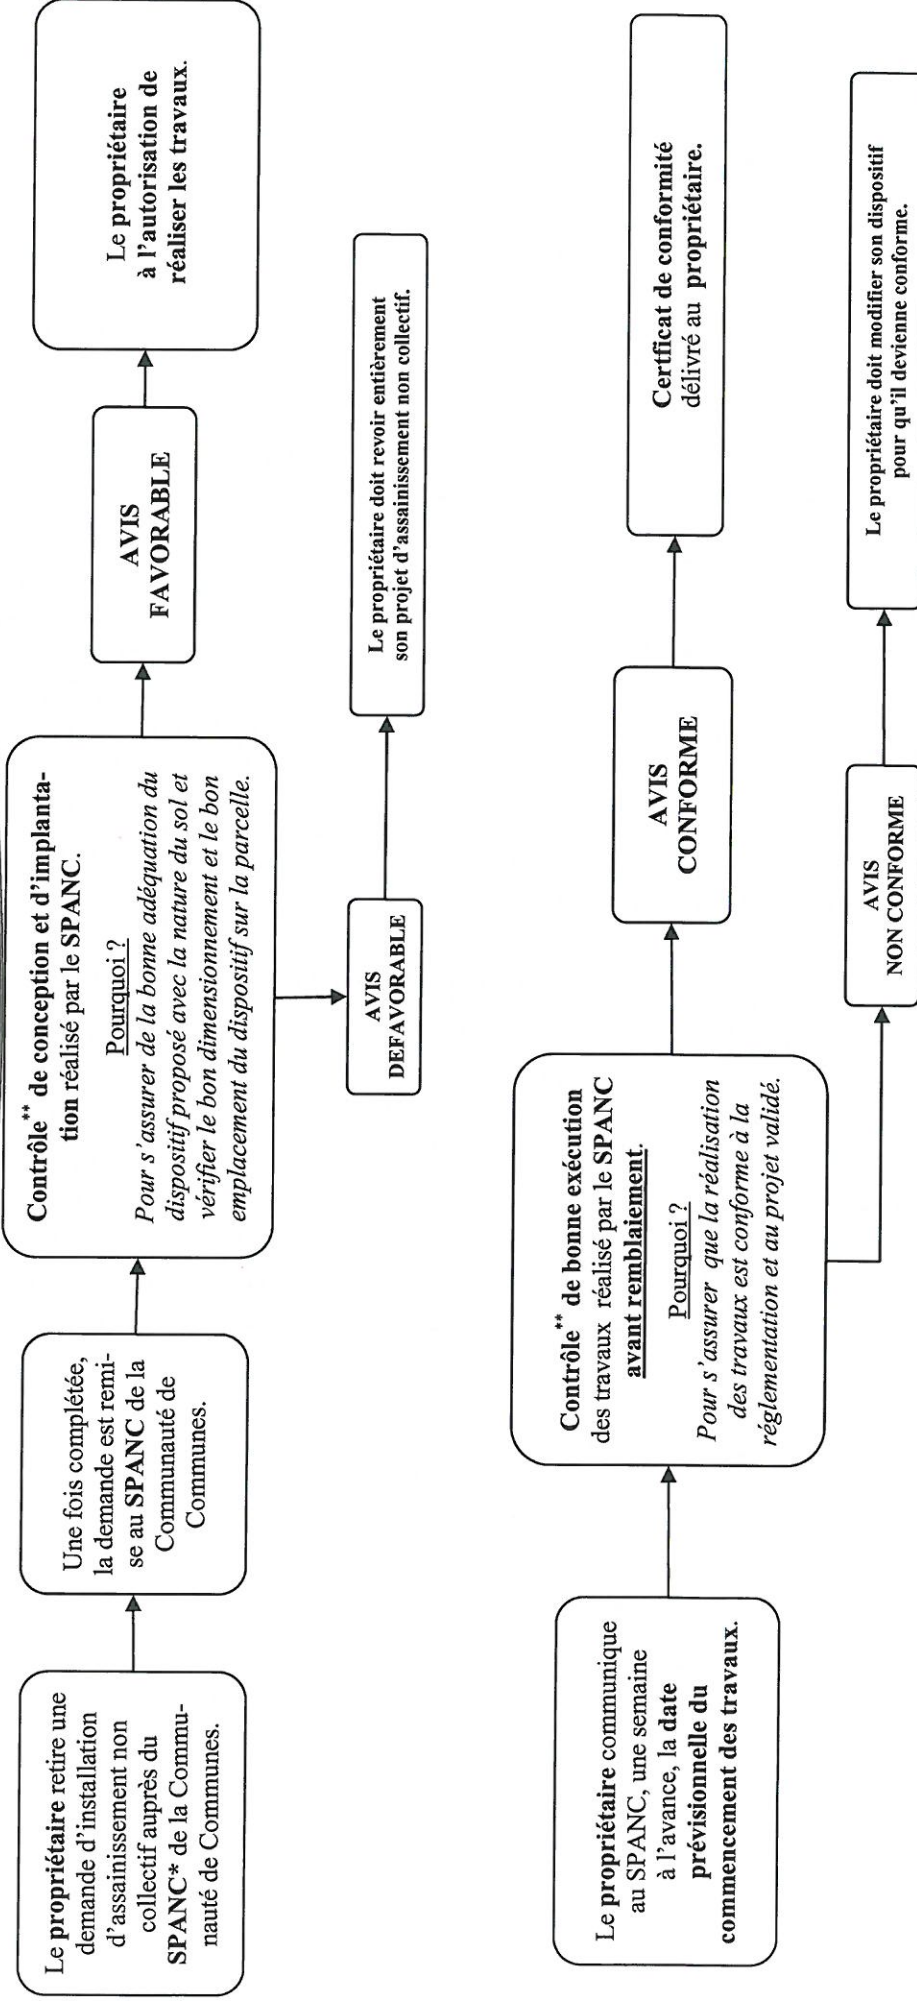 Le propriétaire retire une
demande d'installation
d'assainissement non
collectif auprès du
SPANC* de la Commu-
nauté de Communes.
Une fois complétée,
la demande est remi-
se au SPANC de la
Communauté de
Communes.
Contrôle** de conception et d'implanta-
tion réalisé par le SPANC.
Pourquoi ?
Pour s'assurer de la bonne adéquation du
dispositif proposé avec la nature du sol et
vérifier le bon dimensionnement et le bon
emplacement du dispositif sur la parcelle.
AVIS
FAVORABLE
Le propriétaire
à l'autorisation de
réaliser les travaux.
AVIS
DEFAVORABLE
Le propriétaire doit revoir entièrement
son projet d'assainissement non collectif.
Le propriétaire communique
au SPANC, une semaine
à l'avance, la date
prévisionnelle du
commencement des travaux.
Contrôle** de bonne exécution
des travaux réalisé par le SPANC
avant remblaiement.
Pourquoi ?
Pour s'assurer que la réalisation
des travaux est conforme à la
réglementation et au projet validé.
AVIS
CONFORME
Certficat de conformité
délivré au propriétaire.
AVIS
NON CONFORME
Le propriétaire doit modifier son dispositif
pour qu'il devienne conforme.